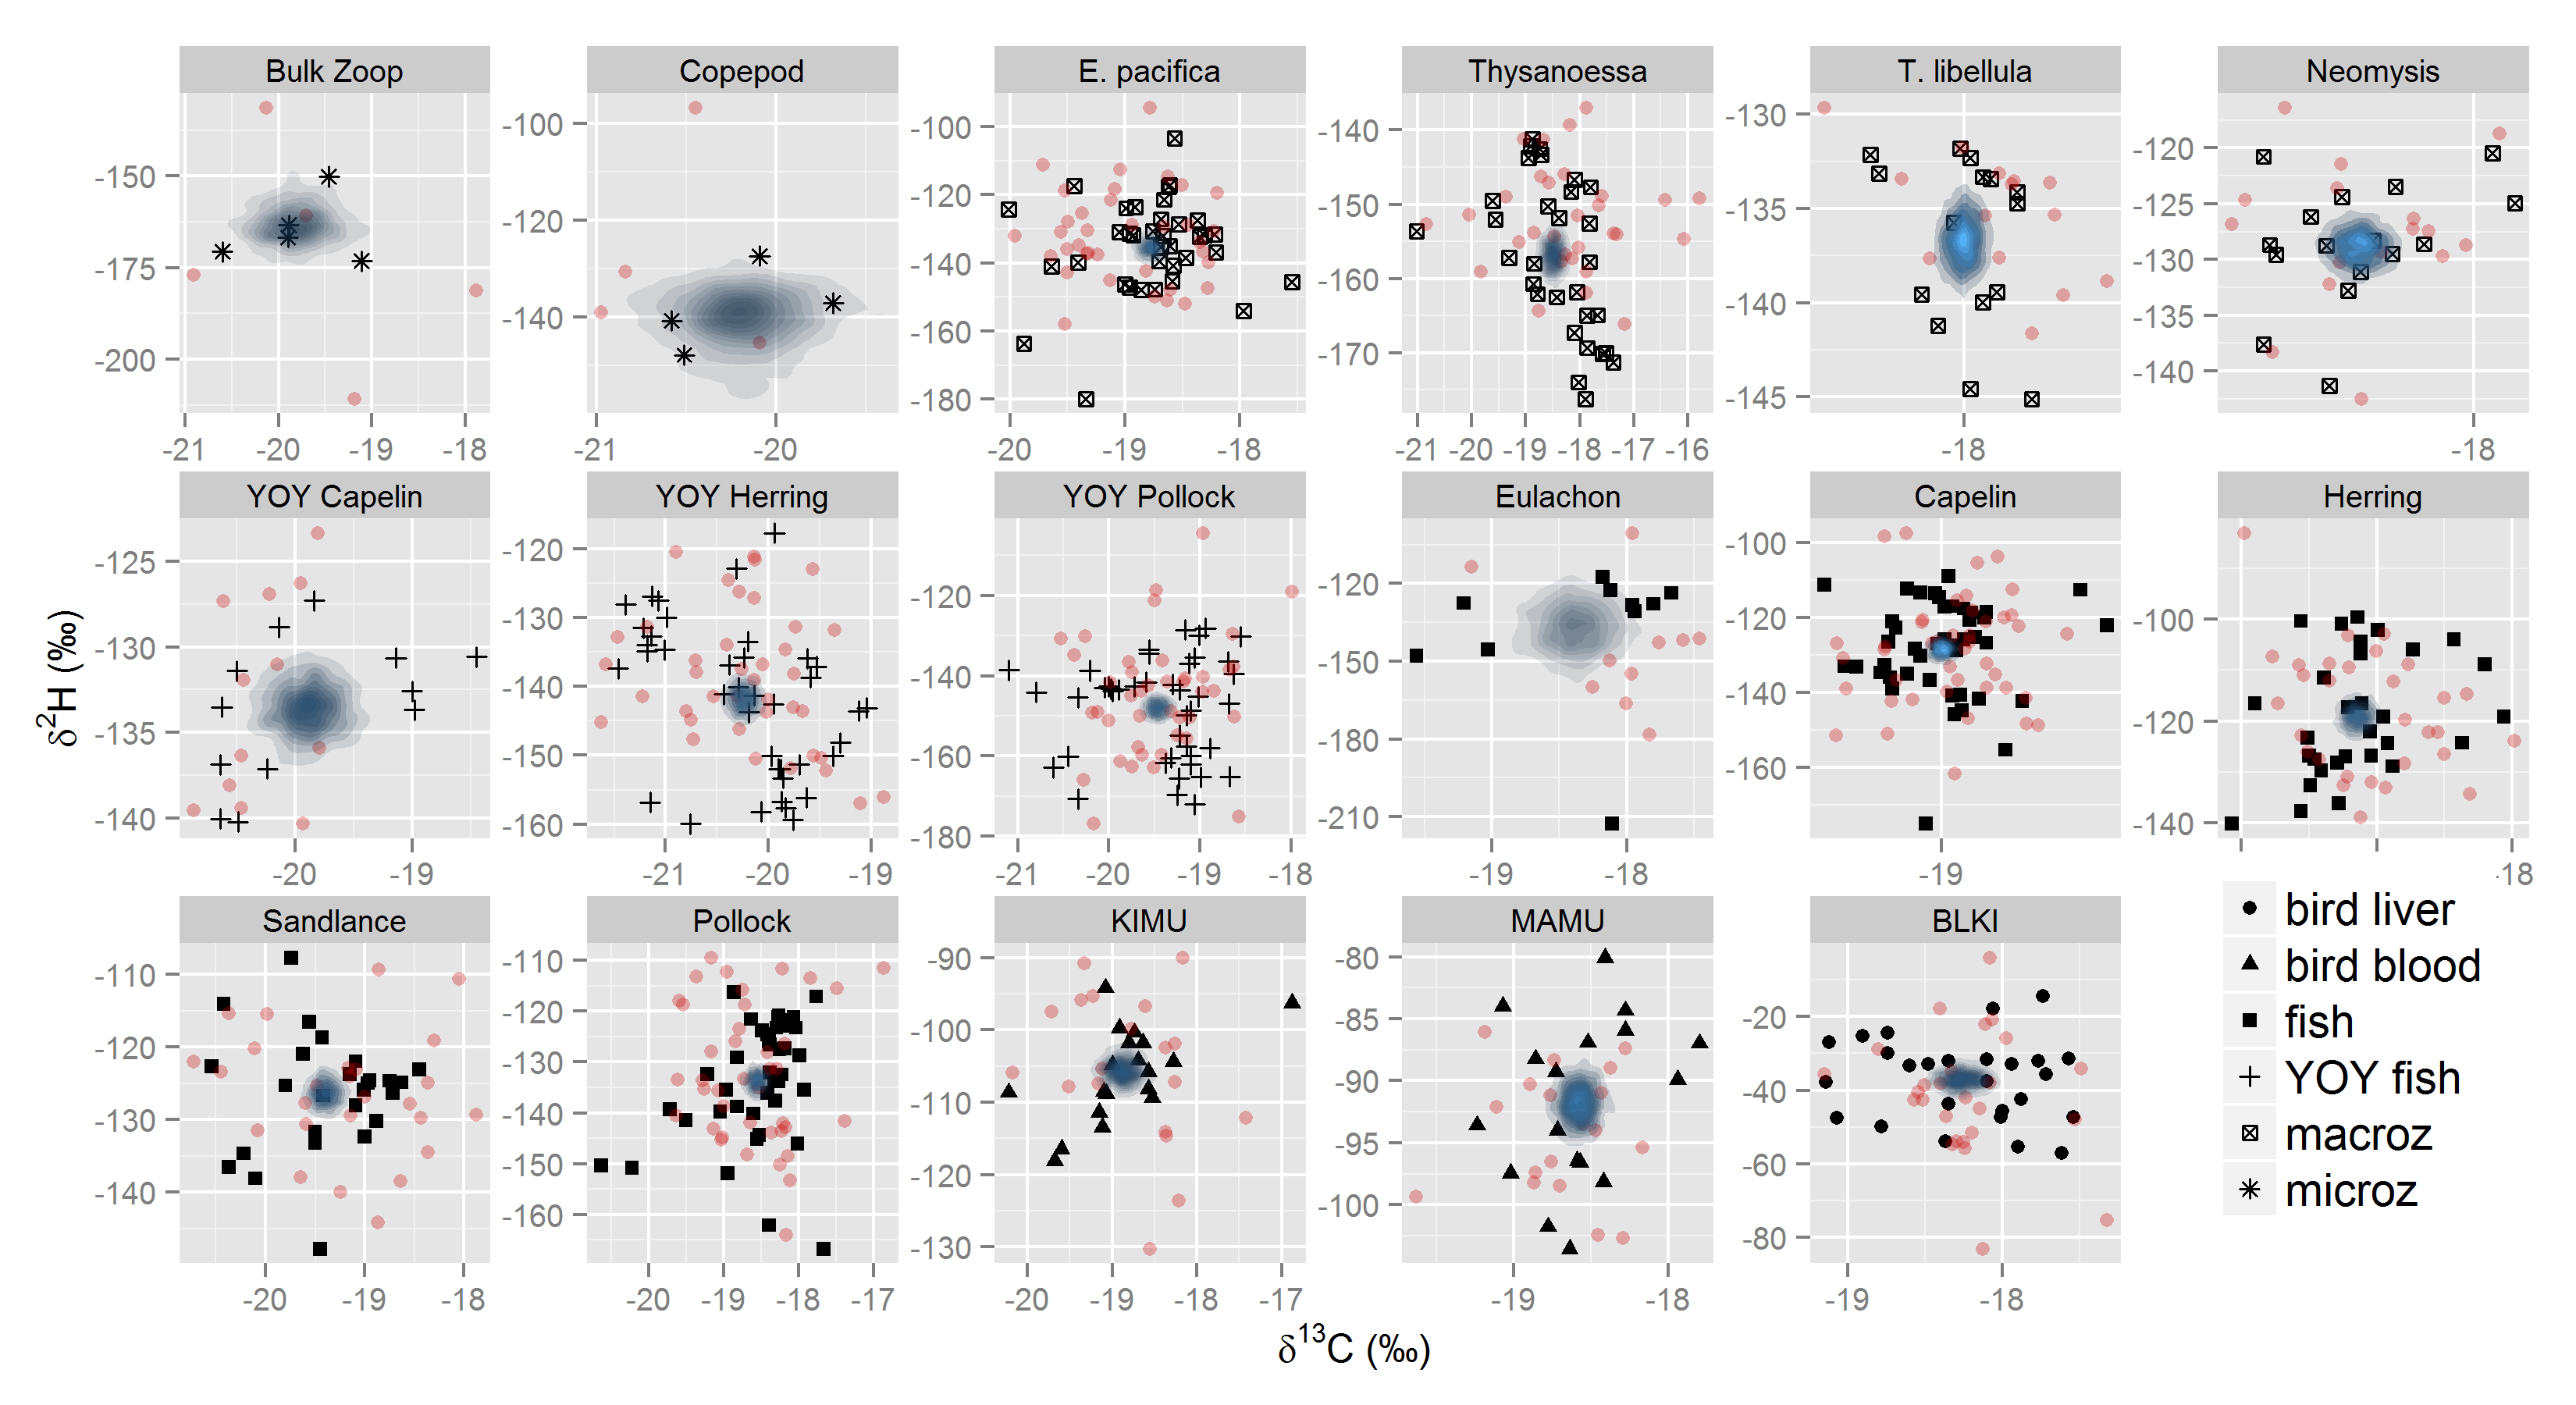 Bulk Zoop Copepod E. pacifica Thysanoessa T. libellula Neomysis
-150 -175 -200
-21 -20 -19 -18
-100 -120 -140
-21 -20
-100 -120 -140 -160 -180
-20 -19 -18
-140 -150 -160 -170
-21 -20 -19 -18 -17 -16
-130 -135 -140 -145
-18
-120 -125 -130 -135 -140
-18
YOY Capelin YOY Herring YOY Pollock Eulachon Capelin Herring
-125 -130 -135 -140
-20 -19
-120 -130 -140 -150 -160
-21 -20 -19
-120 -140 -160 -180
-21 -20 -19 -18
-120 -150 -180 -210
-19 -18
-100 -120 -140 -160
-19
-100 -120 -140
-18
Sandlance Pollock KIMU MAMU BLKI
-110 -120 -130 -140
-20 -19 -18
-110 -120 -130 -140 -150 -160
-20 -19 -18 -17
-90 -100 -110 -120 -130
-20 -19 -18 -17
-80 -85 -90 -95 -100
-19 -18
-20 -40 -60 -80
-19 -18
bird liver
bird blood
fish
YOY fish
macroz
microz
δ²H (‰)
δ¹³C (‰)